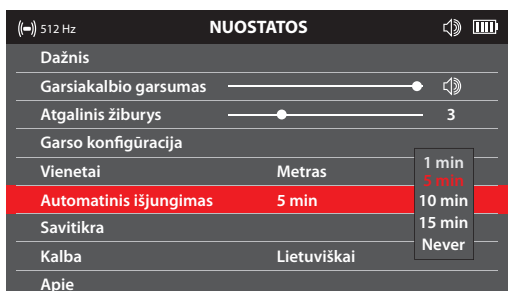 512 Hz NUOSTATOS
Dažnis
Garsiakalbio garsumas
Atgalinis žiburys 3
Garso konfigūracija
Vienetai Metras
Automatinis išjungimas 5 min
Savitikra
Kalba Lietuviškai
Apie
1 min
5 min
10 min
15 min
Never